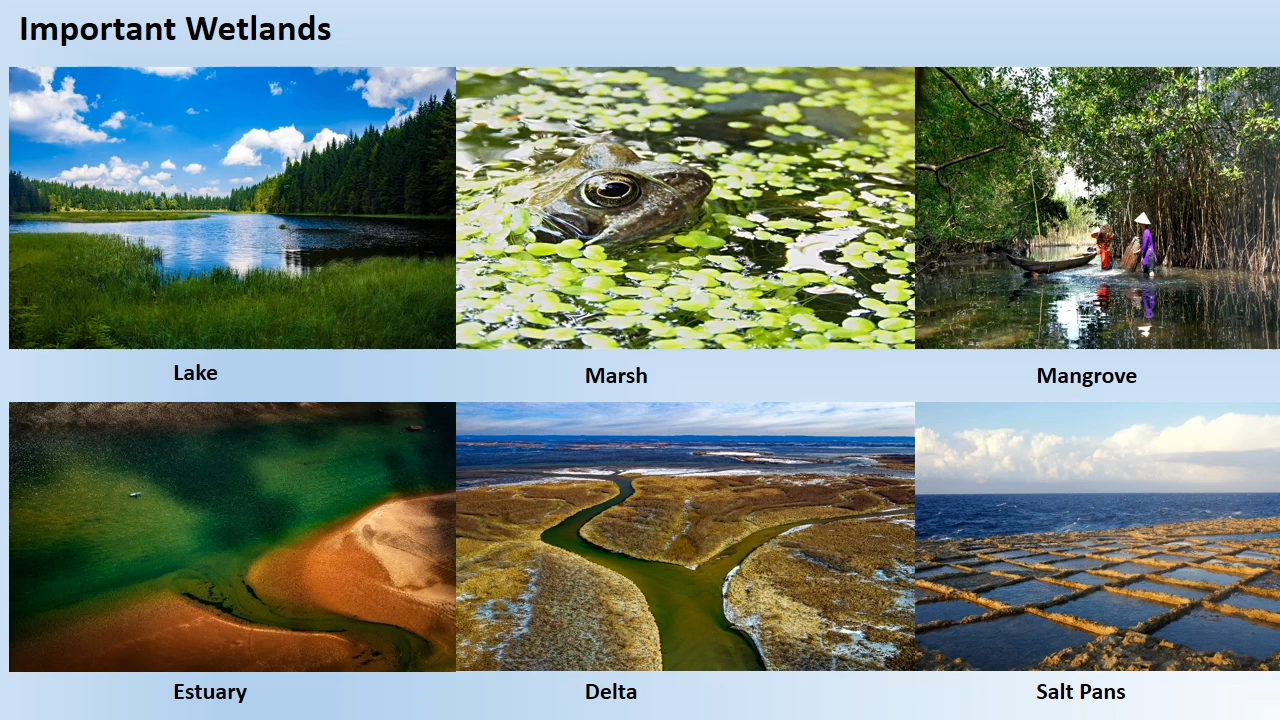 Important Wetlands
Lake
Marsh
Mangrove
Estuary
Delta
Salt Pans